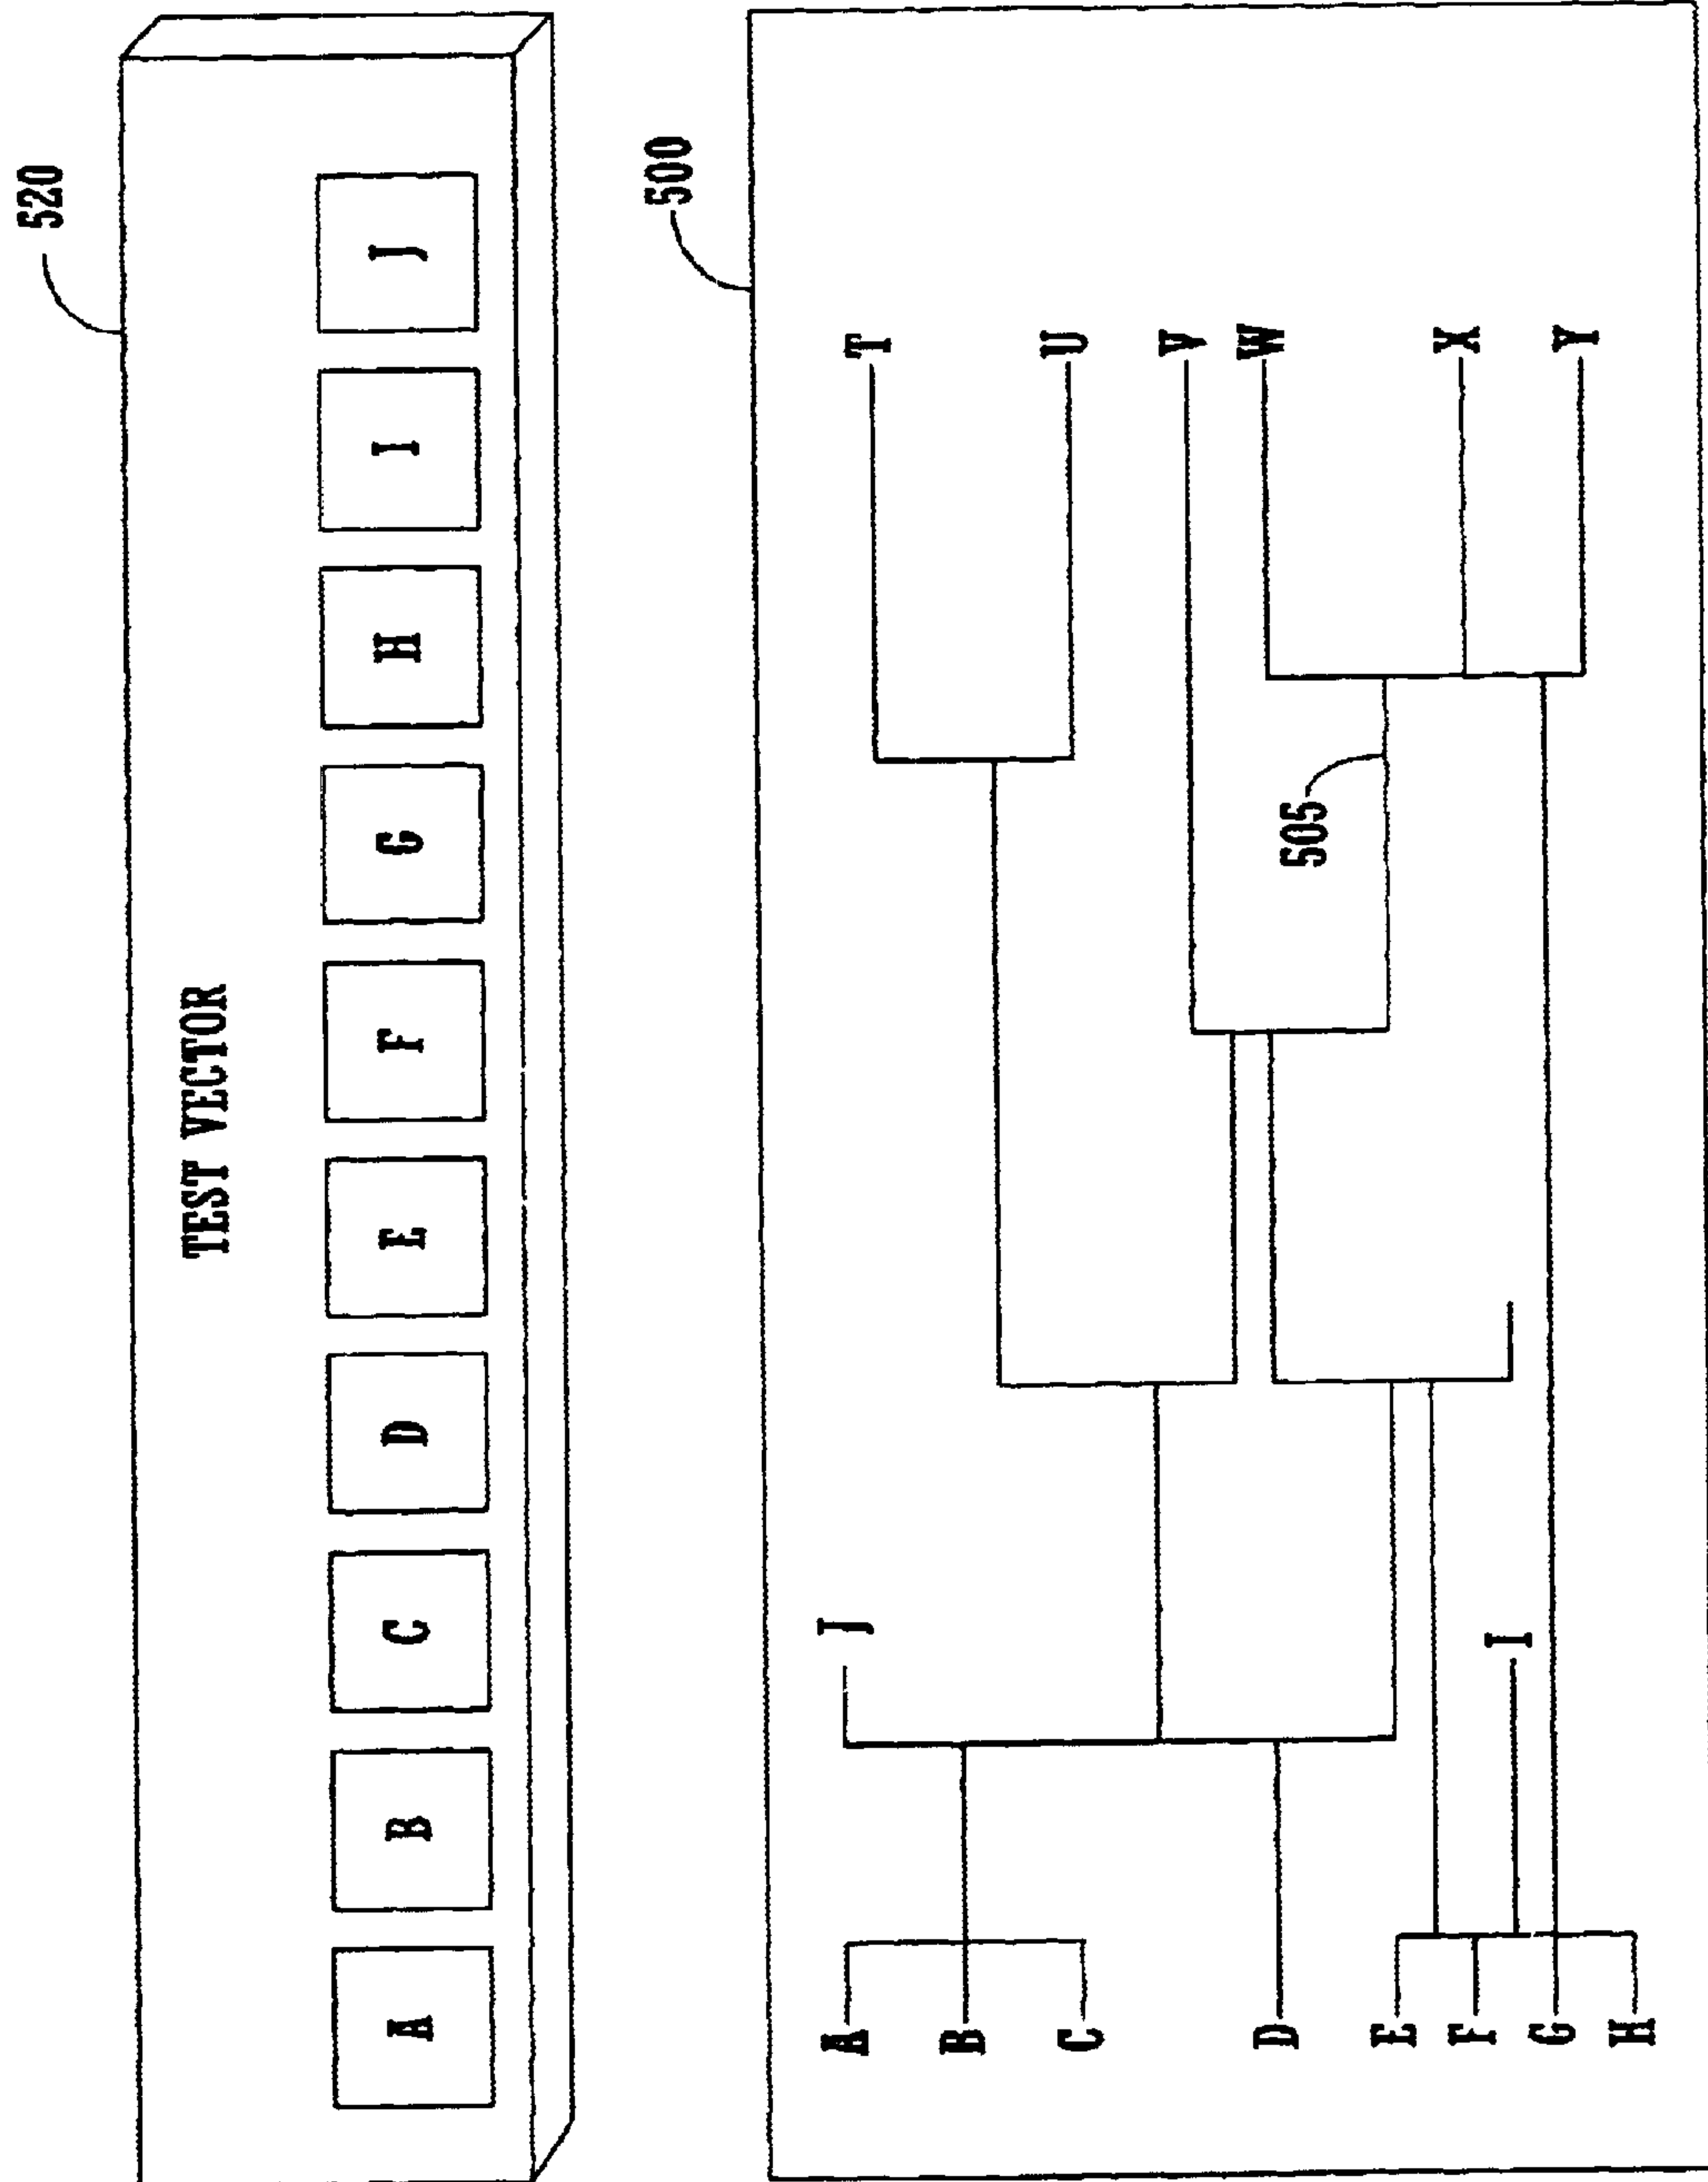 520
TEST VECTOR
A B C D E F G H I J
500
A J T
B
C U
V
D W
505
E
X
F
I
G
Y
H